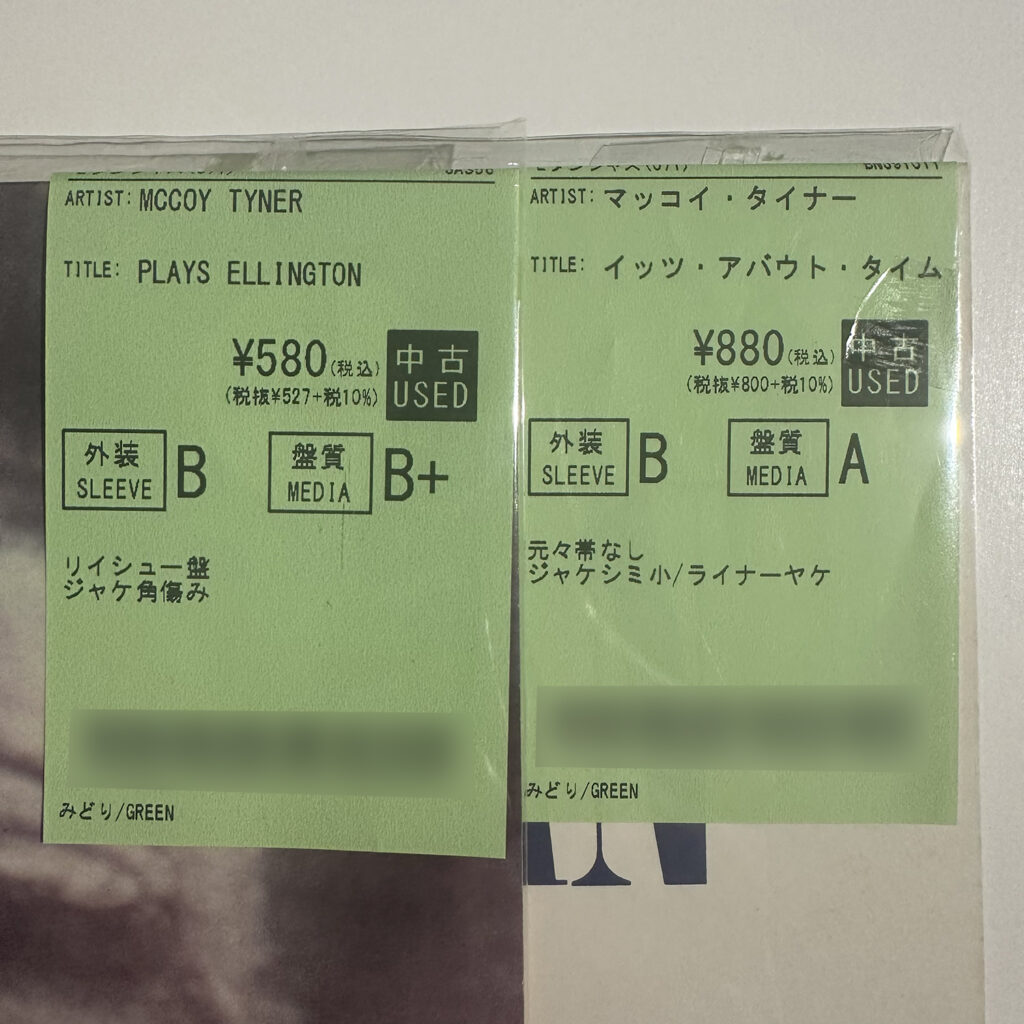 ARTIST: MCCOY TYNER
TITLE: PLAYS ELLINGTON
¥580(税込)
(税抜¥527+税10%)
中古
USED
外装
SLEEVE
B
盤質
MEDIA
B+
リイシュー盤
ジャケ角傷み
みどり/GREEN
ARTIST: マッコイ・タイナー
TITLE: イッツ・アバウト・タイム
¥880(税込)
(税抜¥800+税10%)
中古
USED
外装
SLEEVE
B
盤質
MEDIA
A
元々帯なし
ジャケシミ小/ライナーヤケ
みどり/GREEN